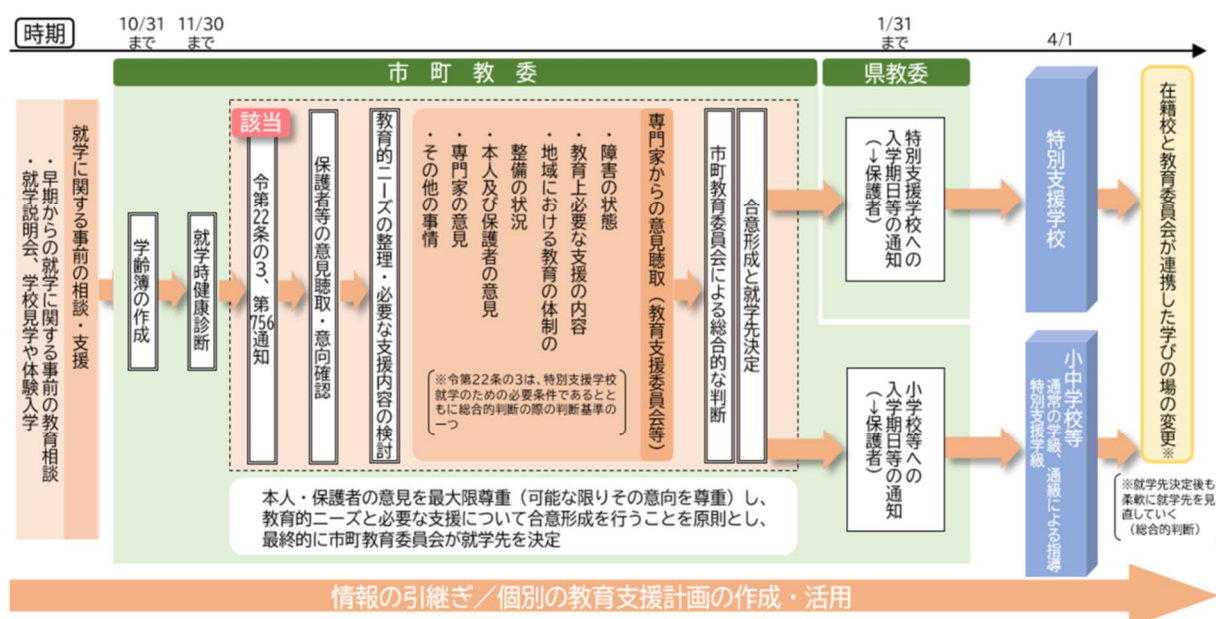 時期
10/31
まで
11/30
まで
1/31
まで
4/1
市町教委
県教委
就学に関する事前の相談・支援
・早期からの就学に関する事前の教育相談
・就学説明会、学校見学や体験入学
学齢簿の作成
就学時健康診断
該当
令第22条の3、第756通知
保護者等の意見聴取・意向確認
教育的ニーズの整理・必要な支援内容の検討
専門家からの意見聴取（教育支援委員会等）
・障害の状態
・教育上必要な支援の内容
・地域における教育の体制の
整備の状況
・本人及び保護者の意見
・専門家の意見
・その他の事情
※令第22条の3は、特別支援学校
就学のための必要条件であるとと
もに総合的判断の際の判断基準の
一つ
市町教育委員会による総合的な判断
合意形成と就学先決定
本人・保護者の意見を最大限尊重（可能な限りその意向を尊重）し、
教育的ニーズと必要な支援について合意形成を行うことを原則とし、
最終的に市町教育委員会が就学先を決定
特別支援学校への
入学期日等の通知
（→保護者）
小学校等への
入学期日等の通知
（→保護者）
特別支援学校
小中学校等
通常の学級、通級による指導
特別支援学級
在籍校と教育委員会が連携した学びの場の変更※
※就学先決定後も
柔軟に就学先を見
直していく
（総合的判断）
情報の引継ぎ／個別の教育支援計画の作成・活用